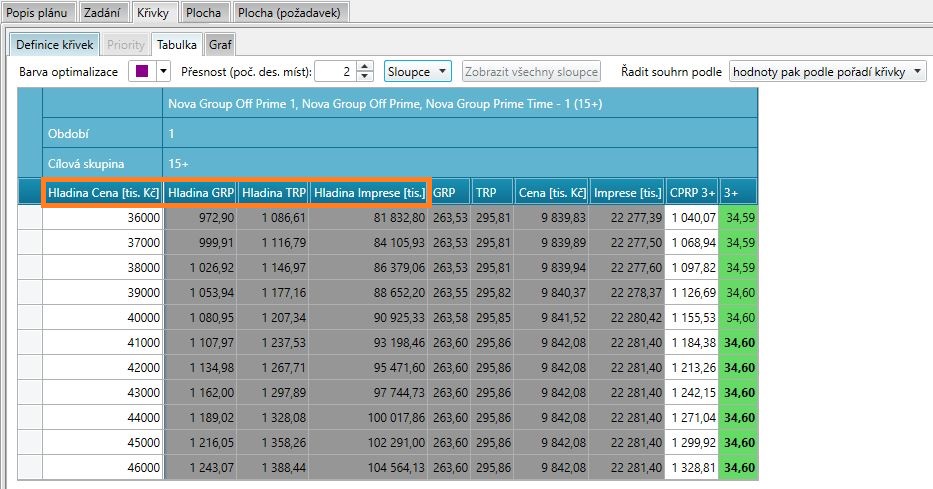 Popis plánu Zadání Křivky Plocha Plocha (požadavek)
Definice křivek Priority Tabulka Graf
Barva optimalizace Přesnost (poč. des. míst): 2 Sloupce Zobrazit všechny sloupce Řadit souhrn podle hodnoty pak podle pořadí křivky
Nova Group Off Prime 1, Nova Group Off Prime, Nova Group Prime Time - 1 (15+)
Období 1
Cílová skupina 15+
Hladina Cena [tis. Kč] Hladina GRP Hladina TRP Hladina Imprese [tis.] GRP TRP Cena [tis. Kč] Imprese [tis.] CPRP 3+ 3+
36000 972,90 1 086,61 81 832,80 263,53 295,81 9 839,83 22 277,39 1 040,07 34,59
37000 999,91 1 116,79 84 105,93 263,53 295,81 9 839,89 22 277,50 1 068,94 34,59
38000 1 026,92 1 146,97 86 379,06 263,53 295,81 9 839,94 22 277,60 1 097,82 34,59
39000 1 053,94 1 177,16 88 652,20 263,55 295,82 9 840,37 22 278,37 1 126,69 34,60
40000 1 080,95 1 207,34 90 925,33 263,58 295,85 9 841,52 22 280,42 1 155,53 34,60
41000 1 107,97 1 237,53 93 198,46 263,60 295,86 9 842,08 22 281,40 1 184,38 34,60
42000 1 134,98 1 267,71 95 471,60 263,60 295,86 9 842,08 22 281,40 1 213,26 34,60
43000 1 162,00 1 297,89 97 744,73 263,60 295,86 9 842,08 22 281,40 1 242,15 34,60
44000 1 189,02 1 328,08 100 017,86 263,60 295,86 9 842,08 22 281,40 1 271,04 34,60
45000 1 216,05 1 358,26 102 291,00 263,60 295,86 9 842,08 22 281,40 1 299,92 34,60
46000 1 243,07 1 388,44 104 564,13 263,60 295,86 9 842,08 22 281,40 1 328,81 34,60